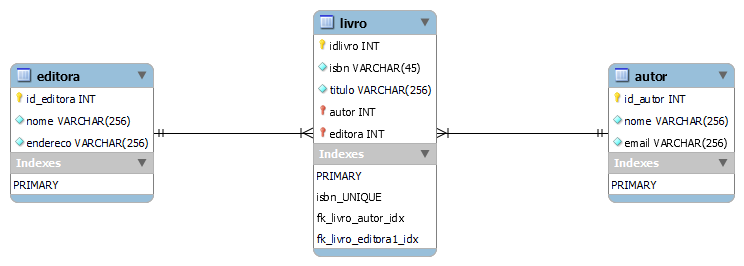 editora
id_editora INT
nome VARCHAR(256)
endereco VARCHAR(256)
Indexes
PRIMARY
livro
idlivro INT
isbn VARCHAR(45)
titulo VARCHAR(256)
autor INT
editora INT
Indexes
PRIMARY
isbn_UNIQUE
fk_livro_autor_idx
fk_livro_editora1_idx
autor
id_autor INT
nome VARCHAR(256)
email VARCHAR(256)
Indexes
PRIMARY